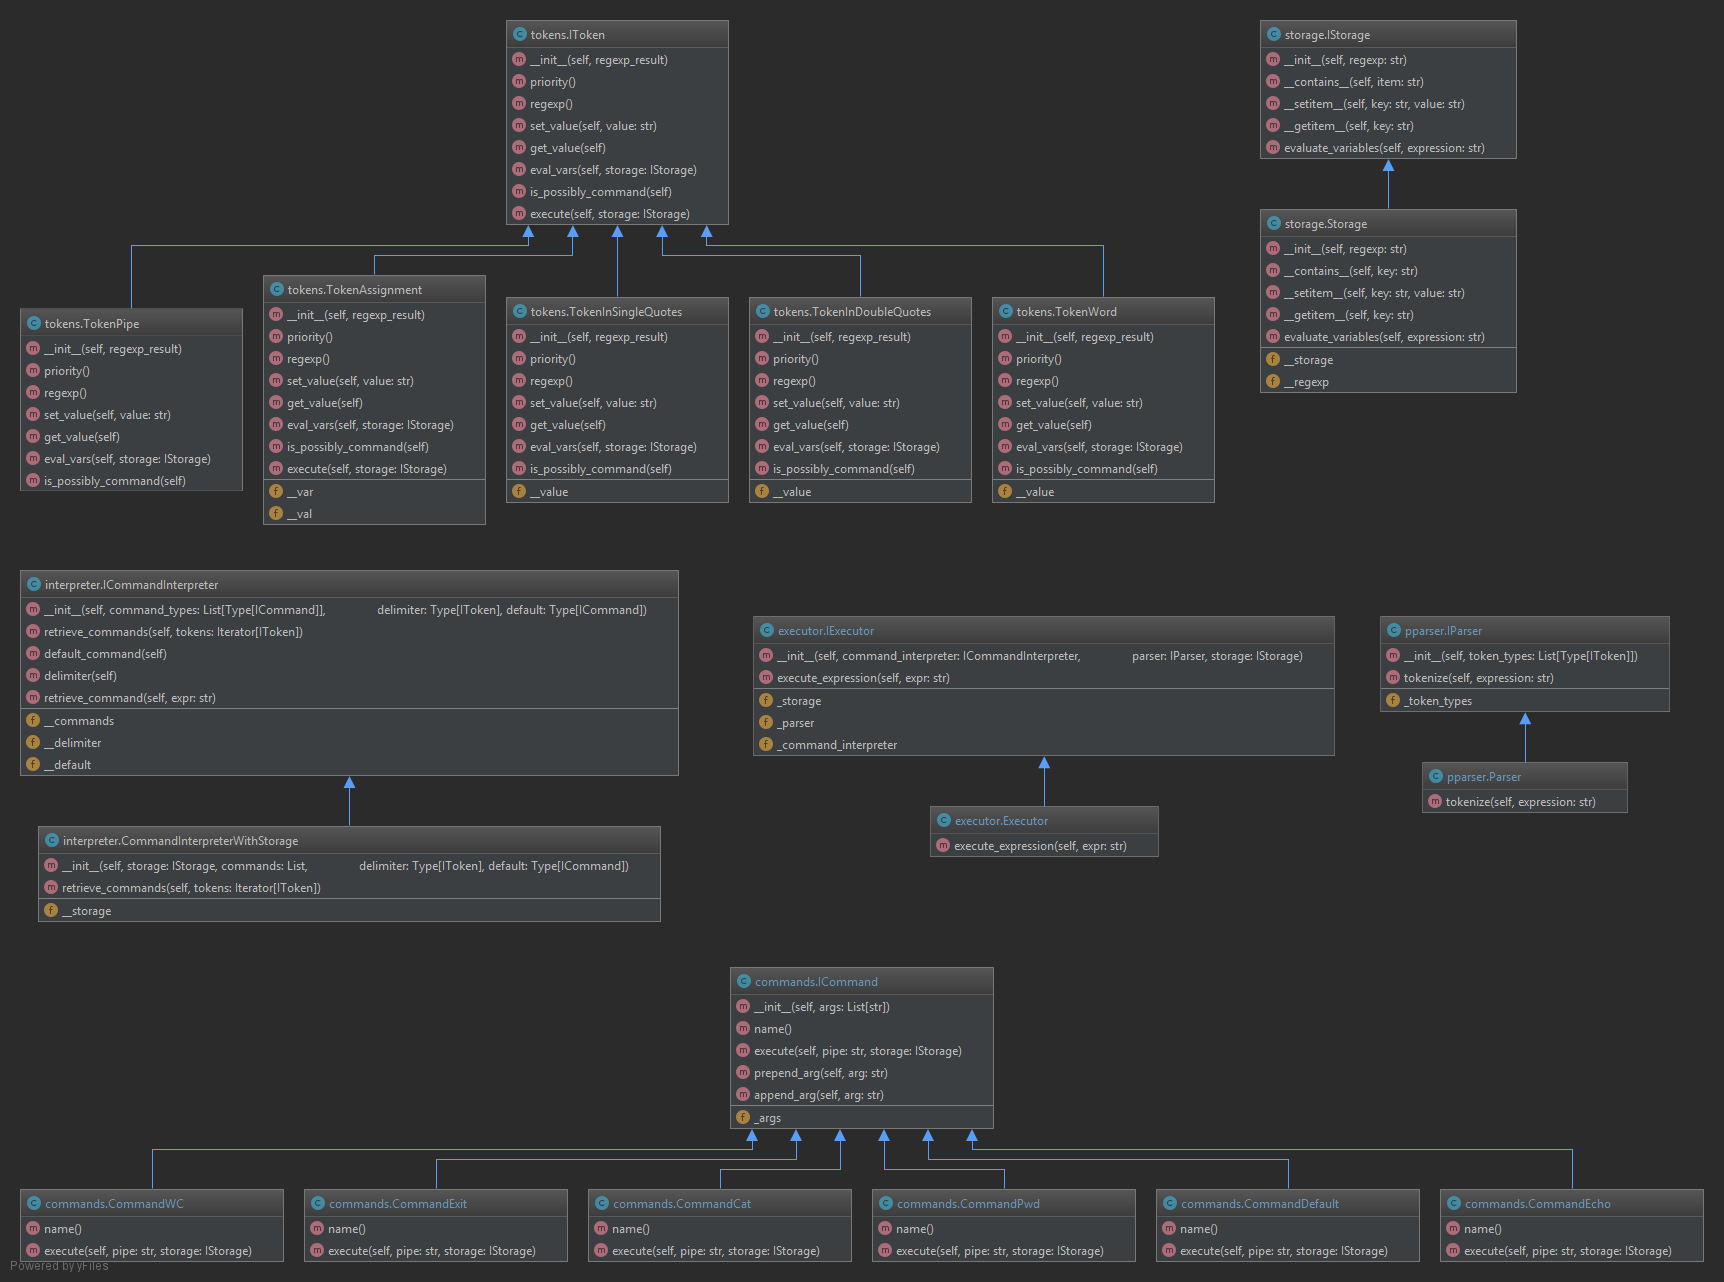 tokens.IToken
__init__(self, regexp_result)
priority()
regexp()
set_value(self, value: str)
get_value(self)
eval_vars(self, storage: IStorage)
is_possibly_command(self)
execute(self, storage: IStorage)
storage.IStorage
__init__(self, regexp: str)
__contains__(self, item: str)
__setitem__(self, key: str, value: str)
__getitem__(self, key: str)
evaluate_variables(self, expression: str)
storage.Storage
__init__(self, regexp: str)
__contains__(self, key: str)
__setitem__(self, key: str, value: str)
__getitem__(self, key: str)
evaluate_variables(self, expression: str)
__storage
__regexp
tokens.TokenPipe
__init__(self, regexp_result)
priority()
regexp()
set_value(self, value: str)
get_value(self)
eval_vars(self, storage: IStorage)
is_possibly_command(self)
tokens.TokenAssignment
__init__(self, regexp_result)
priority()
regexp()
set_value(self, value: str)
get_value(self)
eval_vars(self, storage: IStorage)
is_possibly_command(self)
execute(self, storage: IStorage)
__var
__val
tokens.TokenInSingleQuotes
__init__(self, regexp_result)
priority()
regexp()
set_value(self, value: str)
get_value(self)
eval_vars(self, storage: IStorage)
is_possibly_command(self)
__value
tokens.TokenInDoubleQuotes
__init__(self, regexp_result)
priority()
regexp()
set_value(self, value: str)
get_value(self)
eval_vars(self, storage: IStorage)
is_possibly_command(self)
__value
tokens.TokenWord
__init__(self, regexp_result)
priority()
regexp()
set_value(self, value: str)
get_value(self)
eval_vars(self, storage: IStorage)
is_possibly_command(self)
__value
interpreter.ICommandInterpreter
__init__(self, command_types: List[Type[ICommand]], delimiter: Type[IToken], default: Type[ICommand])
retrieve_commands(self, tokens: Iterator[IToken])
default_command(self)
delimiter(self)
retrieve_command(self, expr: str)
__commands
__delimiter
__default
interpreter.CommandInterpreterWithStorage
__init__(self, storage: IStorage, commands: List, delimiter: Type[IToken], default: Type[ICommand])
retrieve_commands(self, tokens: Iterator[IToken])
__storage
executor.IExecutor
__init__(self, command_interpreter: ICommandInterpreter, parser: IParser, storage: IStorage)
execute_expression(self, expr: str)
_storage
_parser
_command_interpreter
executor.Executor
execute_expression(self, expr: str)
pparser.IParser
__init__(self, token_types: List[Type[IToken]])
tokenize(self, expression: str)
_token_types
pparser.Parser
tokenize(self, expression: str)
commands.ICommand
__init__(self, args: List[str])
name()
execute(self, pipe: str, storage: IStorage)
prepend_arg(self, arg: str)
append_arg(self, arg: str)
_args
commands.CommandWC
name()
execute(self, pipe: str, storage: IStorage)
commands.CommandExit
name()
execute(self, pipe: str, storage: IStorage)
commands.CommandCat
name()
execute(self, pipe: str, storage: IStorage)
commands.CommandPwd
name()
execute(self, pipe: str, storage: IStorage)
commands.CommandDefault
name()
execute(self, pipe: str, storage: IStorage)
commands.CommandEcho
name()
execute(self, pipe: str, storage: IStorage)
Powered by yFiles